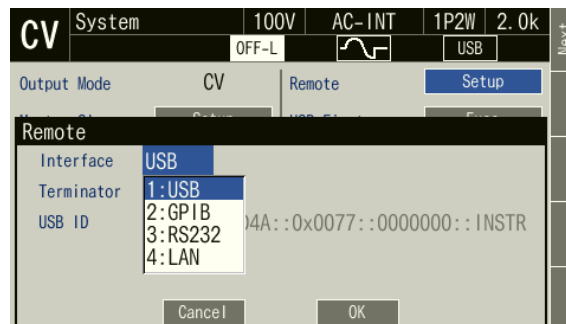 CV System 100V AC-INT 1P2W 2.0k Next
OFF-L USB
Output Mode CV Remote Setup
Remote
Interface USB
Terminator 1:USB
2:GPIB
USB ID 04A::0x0077::0000000::INSTR
3:RS232
4:LAN
Cancel OK